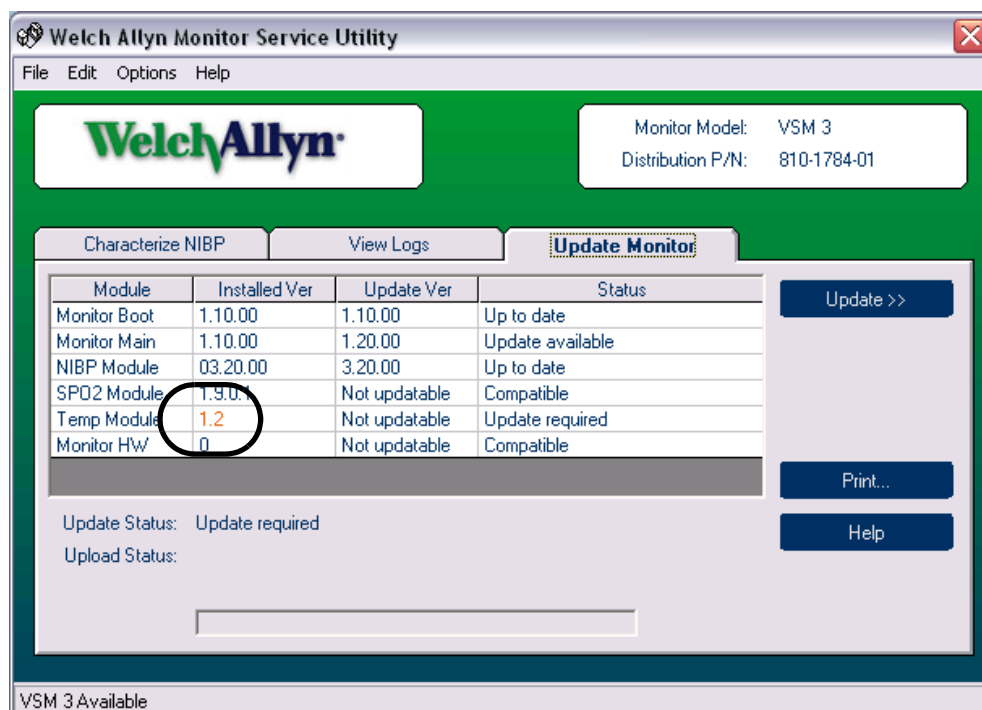 Welch Allyn Monitor Service Utility
File Edit Options Help
WelchAllyn
Monitor Model: VSM 3
Distribution P/N: 810-1784-01
Characterize NIBP View Logs Update Monitor
Module Installed Ver Update Ver Status
Monitor Boot 1.10.00 1.10.00 Up to date
Monitor Main 1.10.00 1.20.00 Update available
NIBP Module 03.20.00 3.20.00 Up to date
SPO2 Module 1.9.0.1 Not updatable Compatible
Temp Module 1.2 Not updatable Update required
Monitor HW 0 Not updatable Compatible
Update >>
Print...
Help
Update Status: Update required
Upload Status:
VSM 3 Available